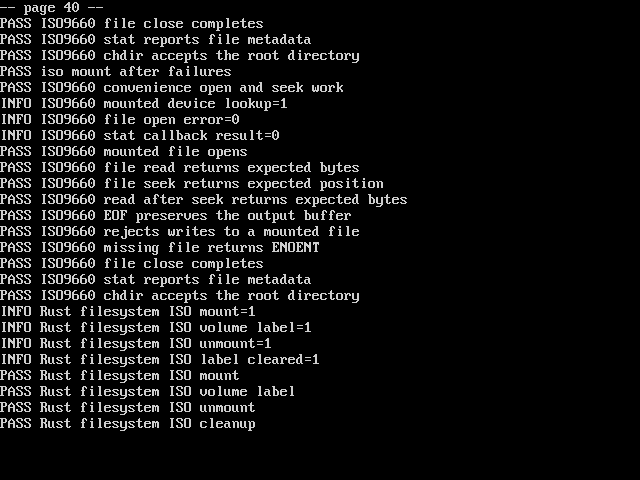 -- page 40 --
PASS ISO9660 file close completes
PASS ISO9660 stat reports file metadata
PASS ISO9660 chdir accepts the root directory
PASS iso mount after failures
PASS ISO9660 convenience open and seek work
INFO ISO9660 mounted device lookup=1
INFO ISO9660 file open error=0
INFO ISO9660 stat callback result=0
PASS ISO9660 mounted file opens
PASS ISO9660 file read returns expected bytes
PASS ISO9660 file seek returns expected position
PASS ISO9660 read after seek returns expected bytes
PASS ISO9660 EOF preserves the output buffer
PASS ISO9660 rejects writes to a mounted file
PASS ISO9660 missing file returns ENOENT
PASS ISO9660 file close completes
PASS ISO9660 stat reports file metadata
PASS ISO9660 chdir accepts the root directory
INFO Rust filesystem ISO mount=1
INFO Rust filesystem ISO volume label=1
INFO Rust filesystem ISO unmount=1
INFO Rust filesystem ISO label cleared=1
PASS Rust filesystem ISO mount
PASS Rust filesystem ISO volume label
PASS Rust filesystem ISO unmount
PASS Rust filesystem ISO cleanup